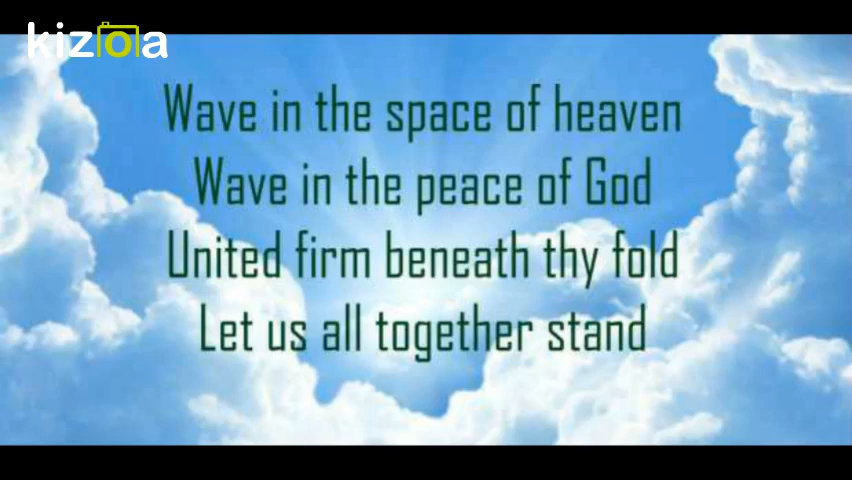 kizoa
Wave in the space of heaven
Wave in the peace of God
United firm beneath thy fold
Let us all together stand